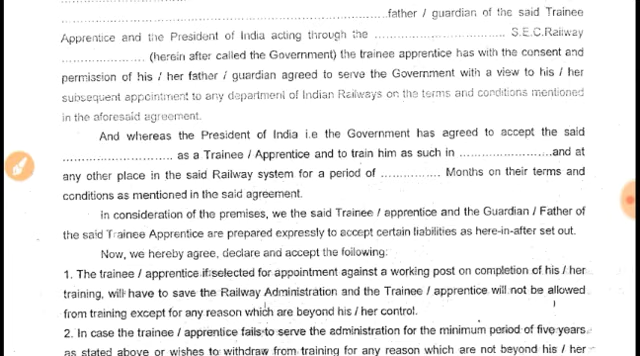 ........................................................................father / guardian of the said Trainee
Apprentice and the President of India acting through the .................................. S.E.C.Railway
...................... (herein after called the Government) the trainee apprentice has with the consent and
permission of his / her father / guardian agreed to serve the Government with a view to his / her
subsequent appointment to any department of Indian Railways on the terms and conditions mentioned
in the aforesaid agreement.
And whereas the President of India i.e the Government has agreed to accept the said
............................. as a Trainee / Apprentice and to train him as such in ........................and at
any other place in the said Railway system for a period of ................ Months on their terms and
conditions as mentioned in the said agreement.
In consideration of the premises, we the said Trainee / apprentice and the Guardian / Father of
the said Trainee Apprentice are prepared expressly to accept certain liabilities as here-in-after set out.
Now, we hereby agree, declare and accept the following:
1. The trainee / apprentice if selected for appointment against a working post on completion of his / her
training, will have to save the Railway Administration and the Trainee / apprentice will not be allowed
from training except for any reason which are beyond his / her control.
2. In case the trainee / apprentice fails to serve the administration for the minimum period of five years
as stated above or wishes to withdraw from training for any reason which are not beyond his / her